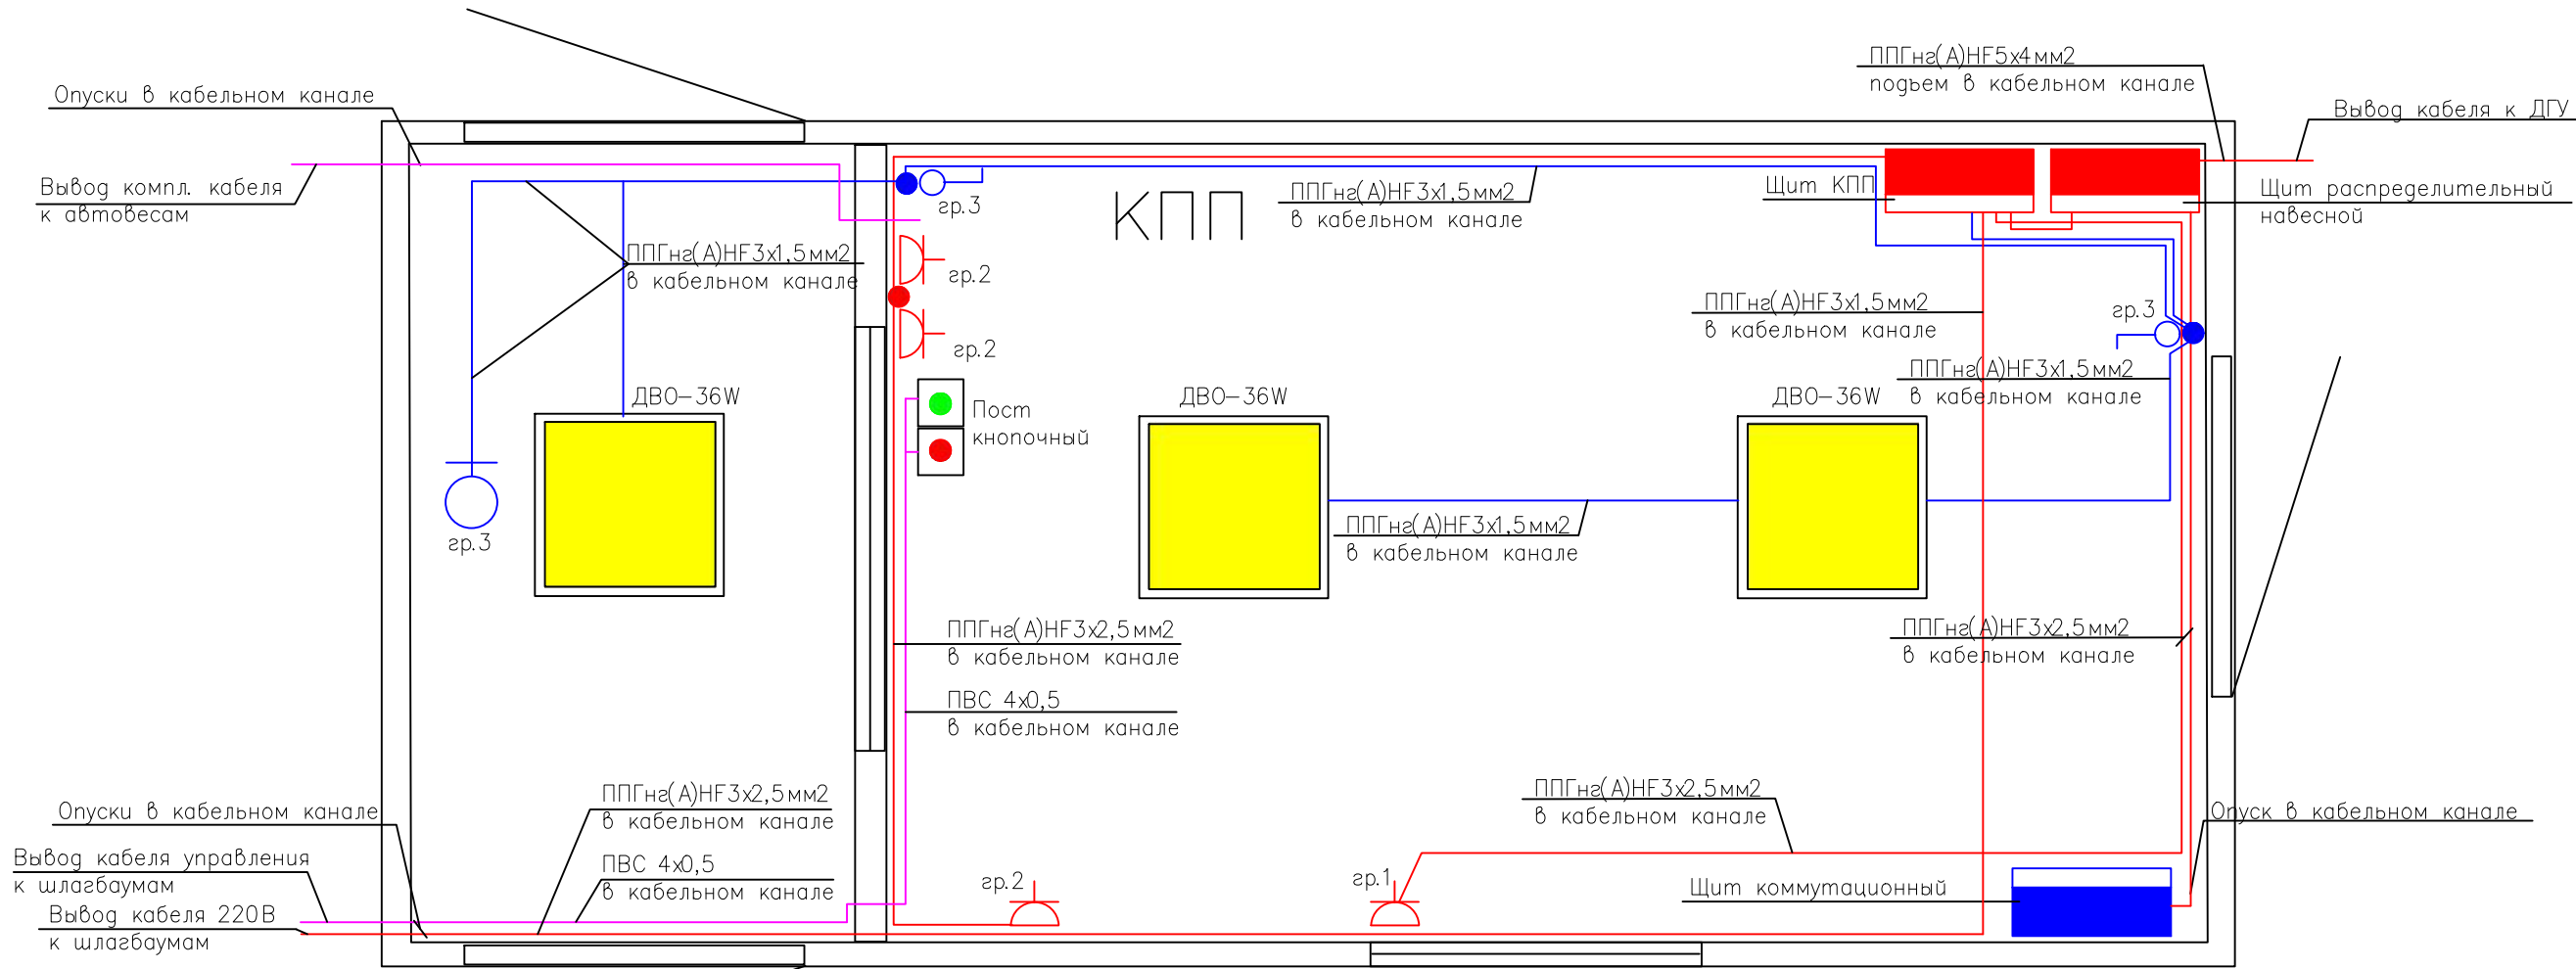 ППГнг(А)HF5х4мм2
подьем в кабельном канале
Опуски в кабельном канале
Вывод кабеля к ДГУ
Вывод компл. кабеля
к автовесам
ППГнг(А)HF3х1,5мм2
в кабельном канале
Щит КПП
Щит распределительный
навесной
гр.3
КПП
ППГнг(А)HF3х1,5мм2
в кабельном канале
гр.2
ППГнг(А)HF3х1,5мм2
в кабельном канале
гр.3
гр.2
ППГнг(А)HF3х1,5мм2
в кабельном канале
ДВО-36W
Пост
кнопочный
ДВО-36W
ДВО-36W
гр.3
ППГнг(А)HF3х1,5мм2
в кабельном канале
ППГнг(А)HF3х2,5мм2
в кабельном канале
ППГнг(А)HF3х2,5мм2
в кабельном канале
ПВС 4х0,5
в кабельном канале
Опуски в кабельном канале
ППГнг(А)HF3х2,5мм2
в кабельном канале
ППГнг(А)HF3х2,5мм2
в кабельном канале
Опуск в кабельном канале
Вывод кабеля управления
к шлагбаумам
ПВС 4х0,5
в кабельном канале
гр.2
гр.1
Щит коммутационный
Вывод кабеля 220В
к шлагбаумам